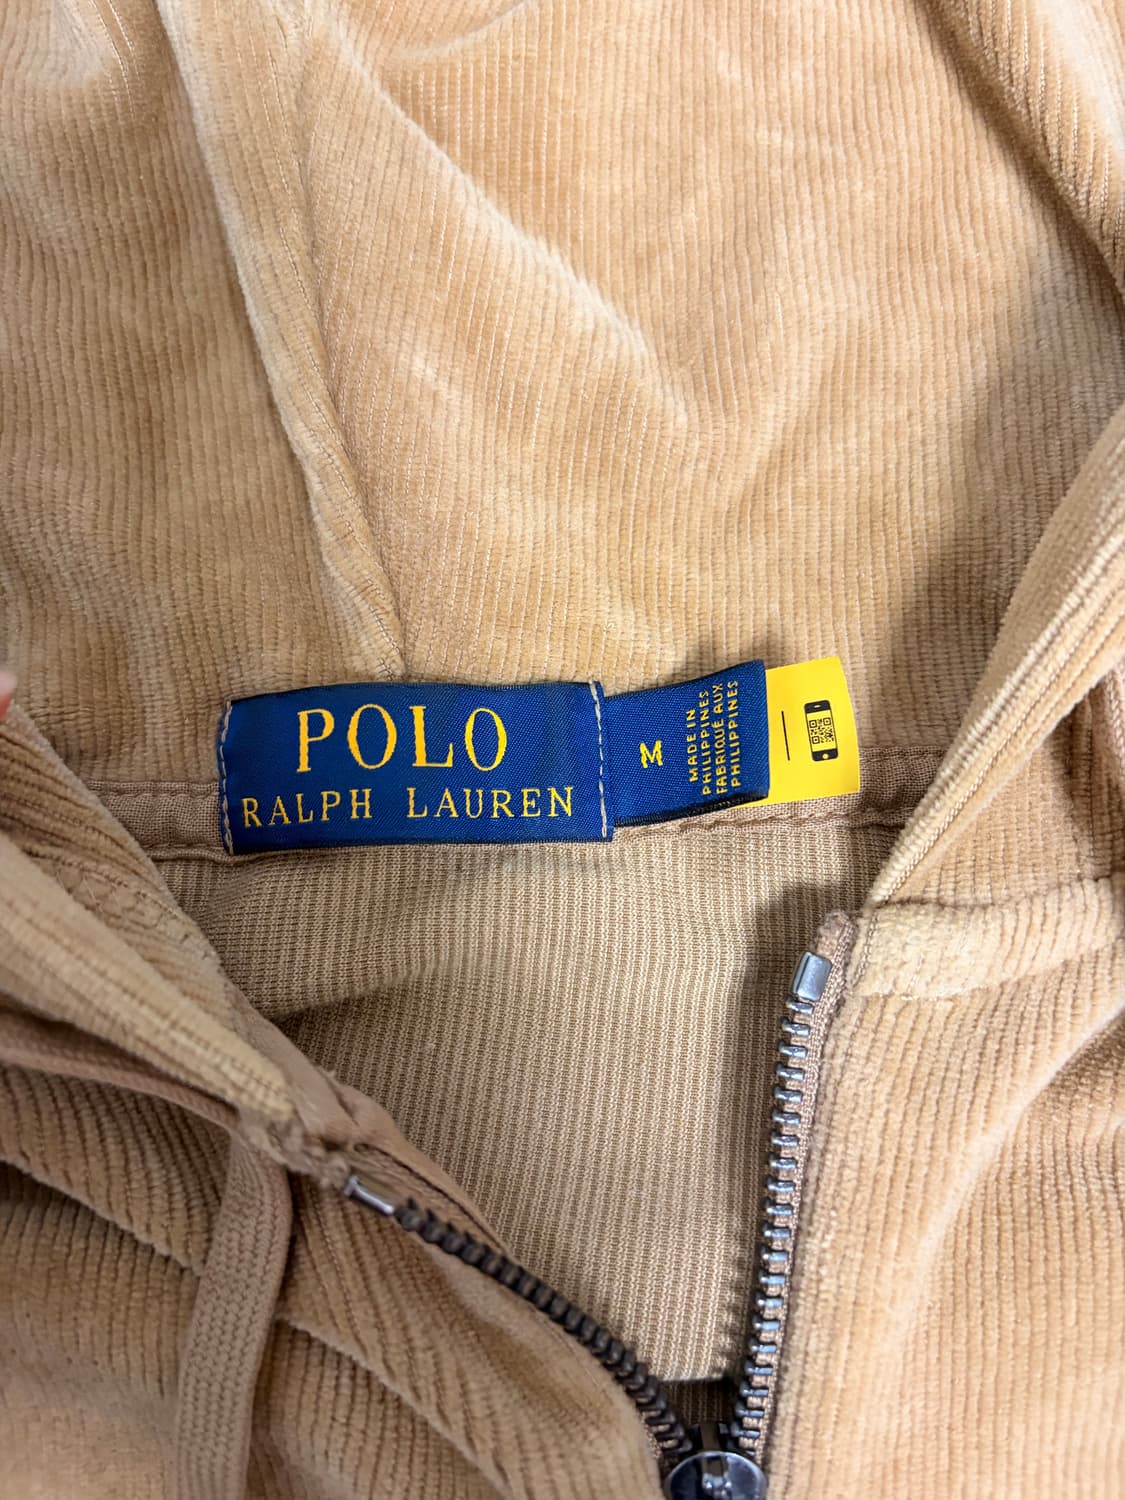 POLO
RALPH LAUREN
M
MADE IN
PHILIPPINES
FABRIQUÉ AUX
PHILIPPINES